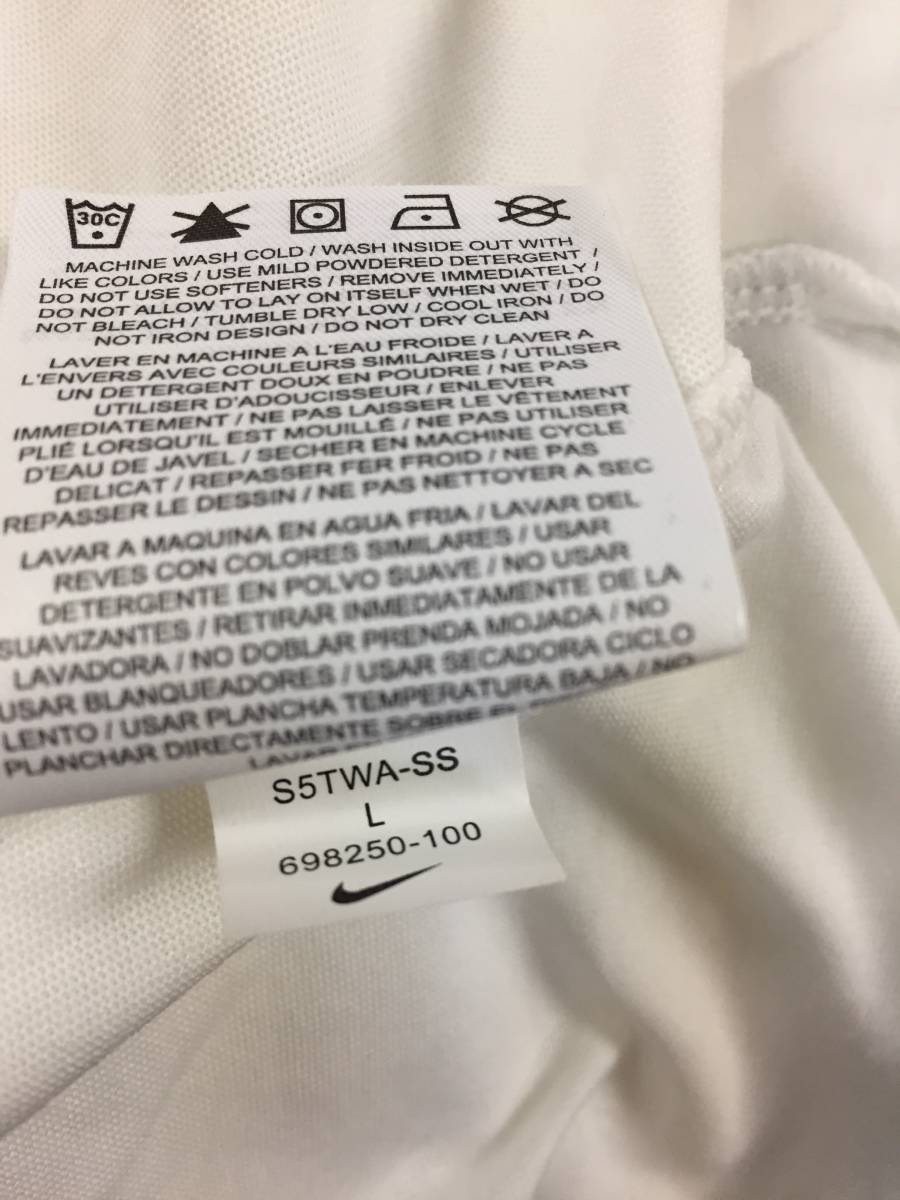 30C
MACHINE WASH COLD / WASH INSIDE OUT WITH
LIKE COLORS / USE MILD POWDERED DETERGENT /
DO NOT USE SOFTENERS / REMOVE IMMEDIATELY /
DO NOT ALLOW TO LAY ON ITSELF WHEN WET / DO
NOT BLEACH / TUMBLE DRY LOW / COOL IRON / DO
NOT IRON DESIGN / DO NOT DRY CLEAN
LAVER EN MACHINE A L'EAU FROIDE / LAVER A
L'ENVERS AVEC COULEURS SIMILAIRES / UTILISER
UN DETERGENT DOUX EN POUDRE / NE PAS
UTILISER D'ADOUCISSEUR / ENLEVER
IMMEDIATEMENT / NE PAS LAISSER LE VÊTEMENT
PLIÉ LORSQU'IL EST MOUILLÉ / NE PAS UTILISER
D'EAU DE JAVEL / SECHER EN MACHINE CYCLE
DELICAT / REPASSER FER FROID / NE PAS
REPASSER LE DESSIN / NE PAS NETTOYER A SEC
LAVAR A MAQUINA EN AGUA FRIA / LAVAR DEL
REVES CON COLORES SIMILARES / USAR
DETERGENTE EN POLVO SUAVE / NO USAR
SUAVIZANTES / RETIRAR INMEDIATAMENTE DE LA
LAVADORA / NO DOBLAR PRENDA MOJADA / NO
USAR BLANQUEADORES / USAR SECADORA CICLO
LENTO / USAR PLANCHA TEMPERATURA BAJA / NO
PLANCHAR DIRECTAMENTE SOBRE EL
S5TWA-SS
L
698250-100